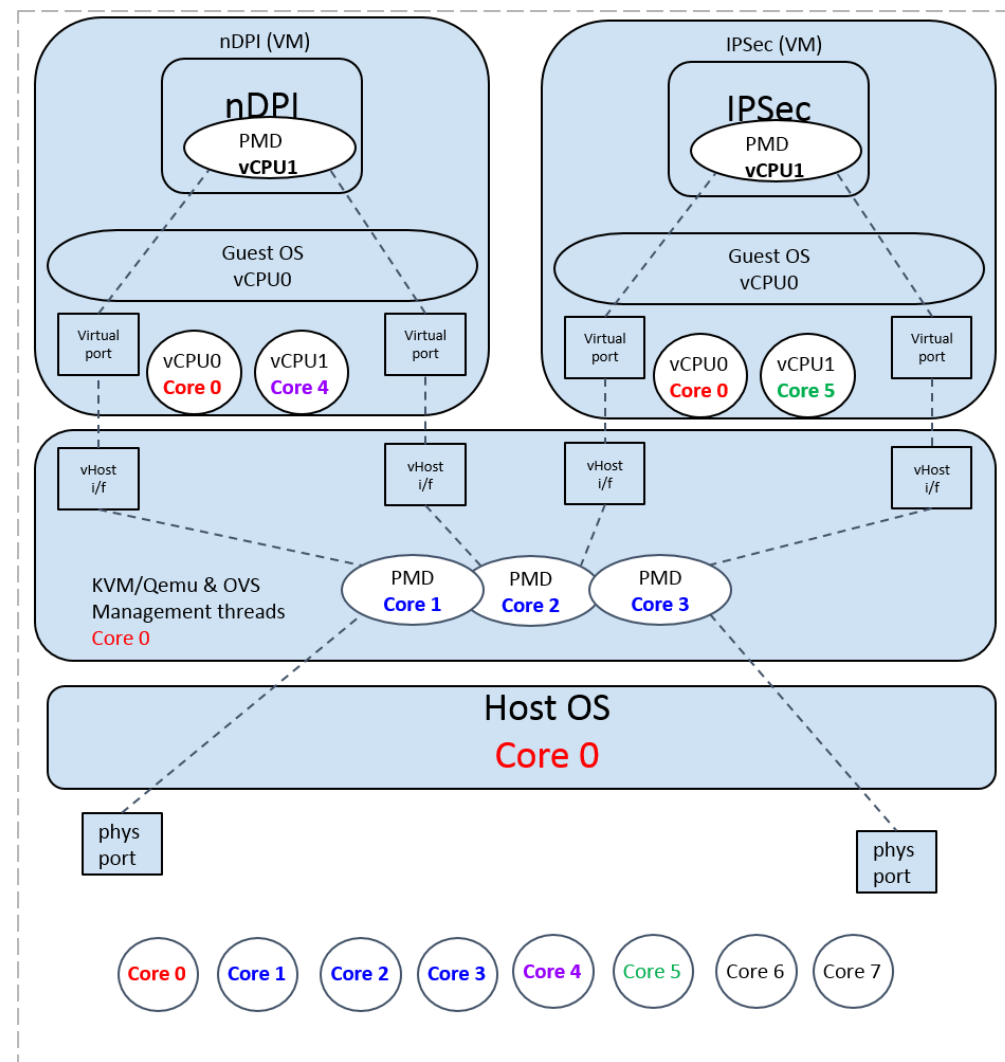 nDPI (VM)
nDPI
PMD
vCPU1
Guest OS
vCPU0
Virtual
port
vCPU0
Core 0
vCPU1
Core 4
Virtual
port
IPSec (VM)
IPSec
PMD
vCPU1
Guest OS
vCPU0
Virtual
port
vCPU0
Core 0
vCPU1
Core 5
Virtual
port
vHost
i/f
vHost
i/f
vHost
i/f
vHost
i/f
KVM/Qemu & OVS
Management threads
Core 0
PMD
Core 1
PMD
Core 2
PMD
Core 3
Host OS
Core 0
phys
port
phys
port
Core 0
Core 1
Core 2
Core 3
Core 4
Core 5
Core 6
Core 7